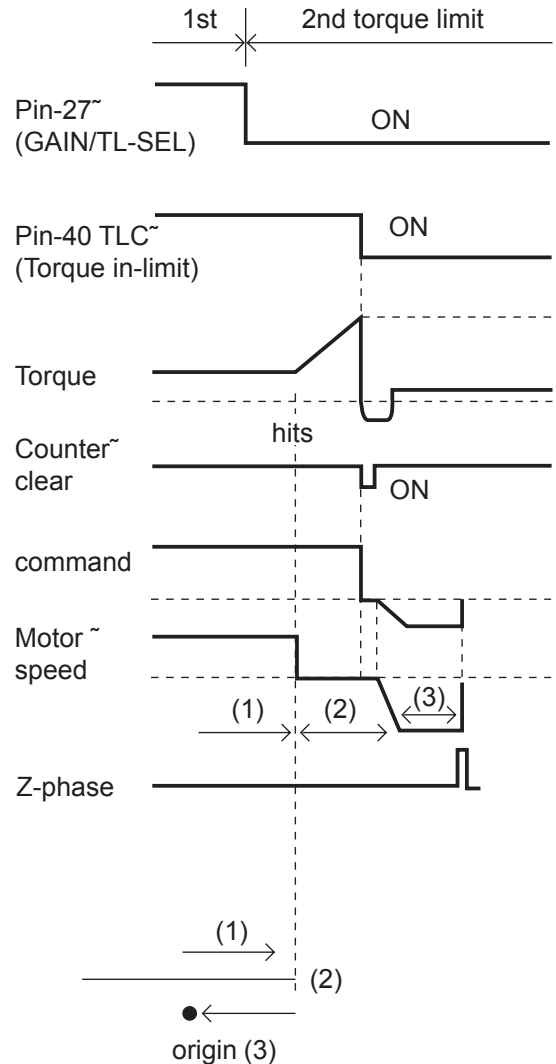 1st 2nd torque limit
Pin-27˜ ON
(GAIN/TL-SEL)
Pin-40 TLC˜ ON
(Torque in-limit)
Torque
hits
Counter˜
clear ON
command
Motor ˜
speed
(1) (2) (3)
Z-phase
(1)
(2)
origin (3)